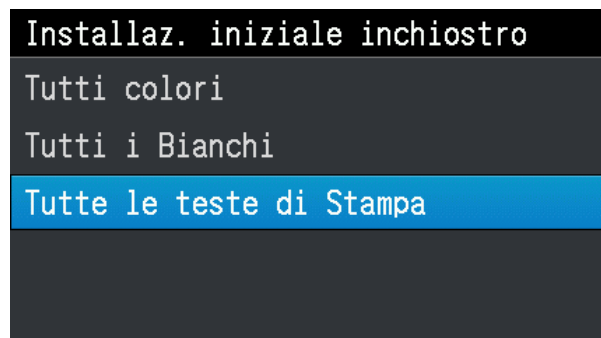 Installaz. iniziale inchiostro
Tutti colori
Tutti i Bianchi
Tutte le teste di Stampa